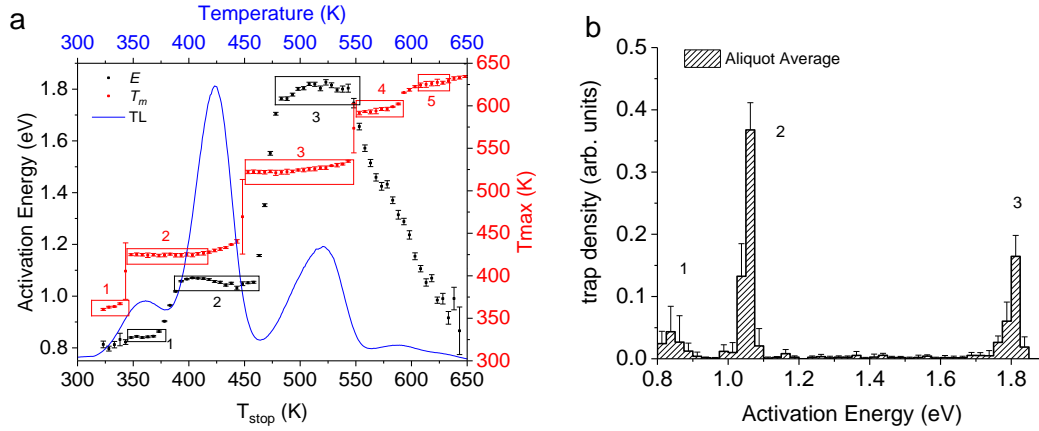 a
Temperature (K)
300 350 400 450 500 550 600 650
E
T_m
TL
1.8
1.6
1.4
1.2
1.0
0.8
Activation Energy (eV)
1
2
3
4
5
1
2
3
650
600
550
500
450
400
350
300
Tmax (K)
300 350 400 450 500 550 600 650
T_stop (K)
b
Aliquot Average
0.5
0.4
0.3
0.2
0.1
0.0
trap density (arb. units)
1
2
3
0.8 1.0 1.2 1.4 1.6 1.8
Activation Energy (eV)